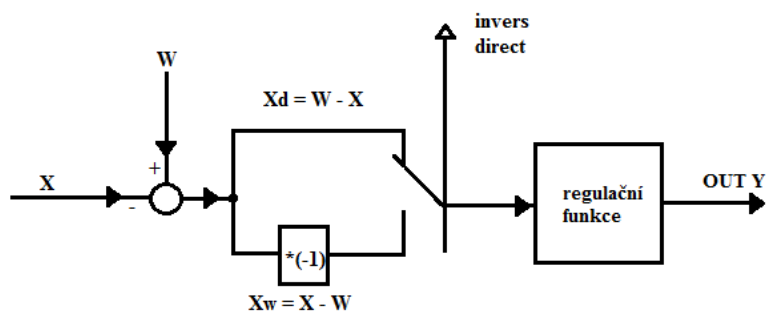 invers
direct
W
Xd = W - X
+
X
-
regulační
funkce
OUT Y
*(-1)
Xw = X - W